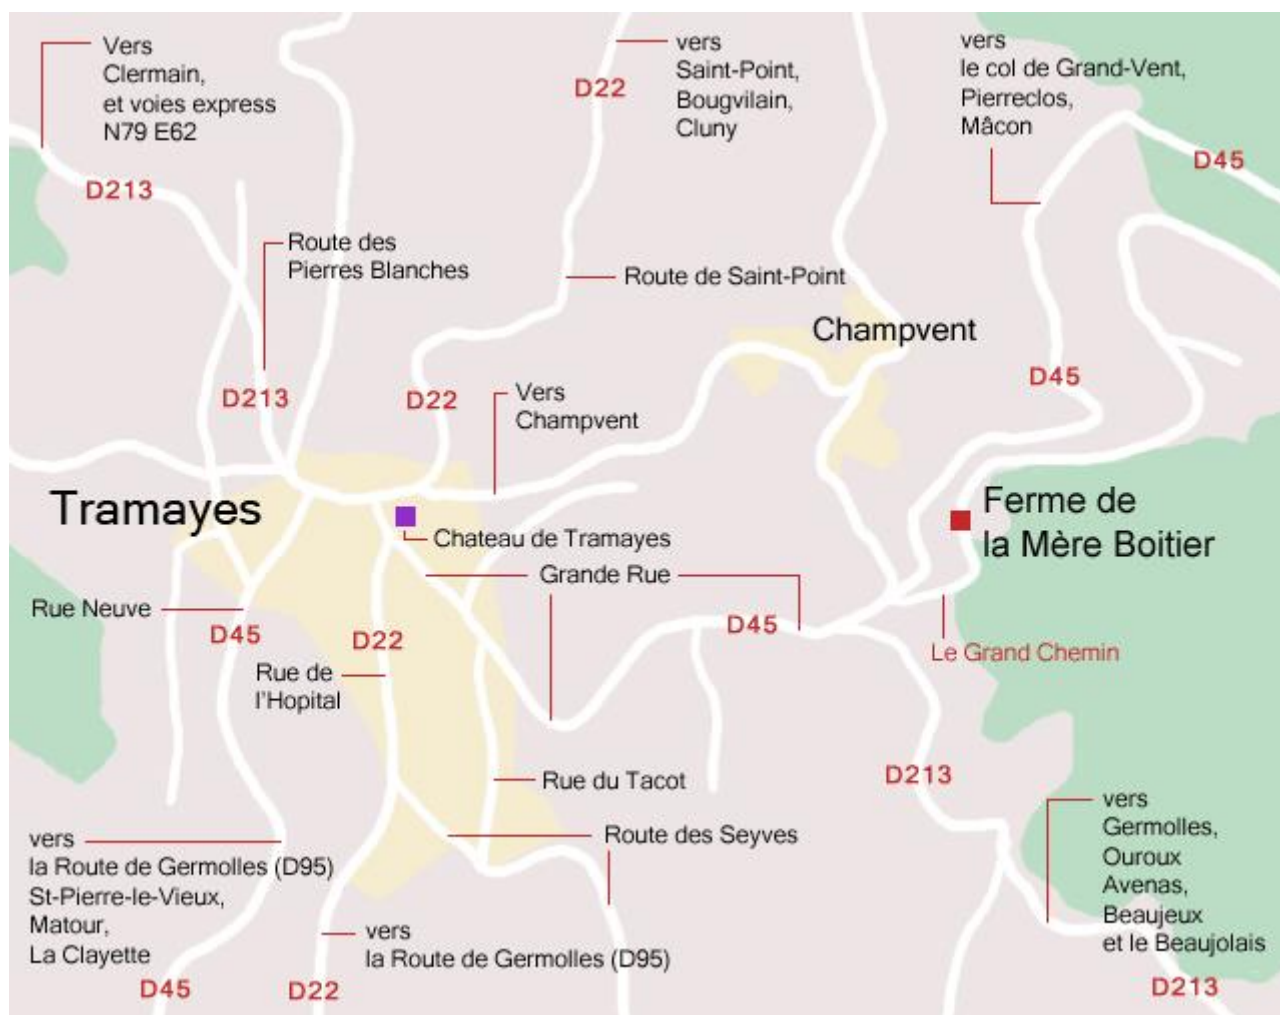 Vers
Clermain,
et voies express
N79 E62
D22
vers
Saint-Point,
Bougvilain,
Cluny
vers
le col de Grand-Vent,
Pierreclos,
Mâcon
D45
D213
Route des
Pierres Blanches
Route de Saint-Point
Champvent
D213
D22
Vers
Champvent
D45
Tramayes
Chateau de Tramayes
Ferme de
la Mère Boitier
Grande Rue
Rue Neuve
D45
D22
D45
Le Grand Chemin
Rue de
l'Hopital
Rue du Tacot
D213
Route des Seyves
vers
la Route de Germolles (D95)
St-Pierre-le-Vieux,
Matour,
La Clayette
vers
la Route de Germolles (D95)
vers
Germolles,
Ouroux
Avenas,
Beaujeux
et le Beaujolais
D45
D22
D213